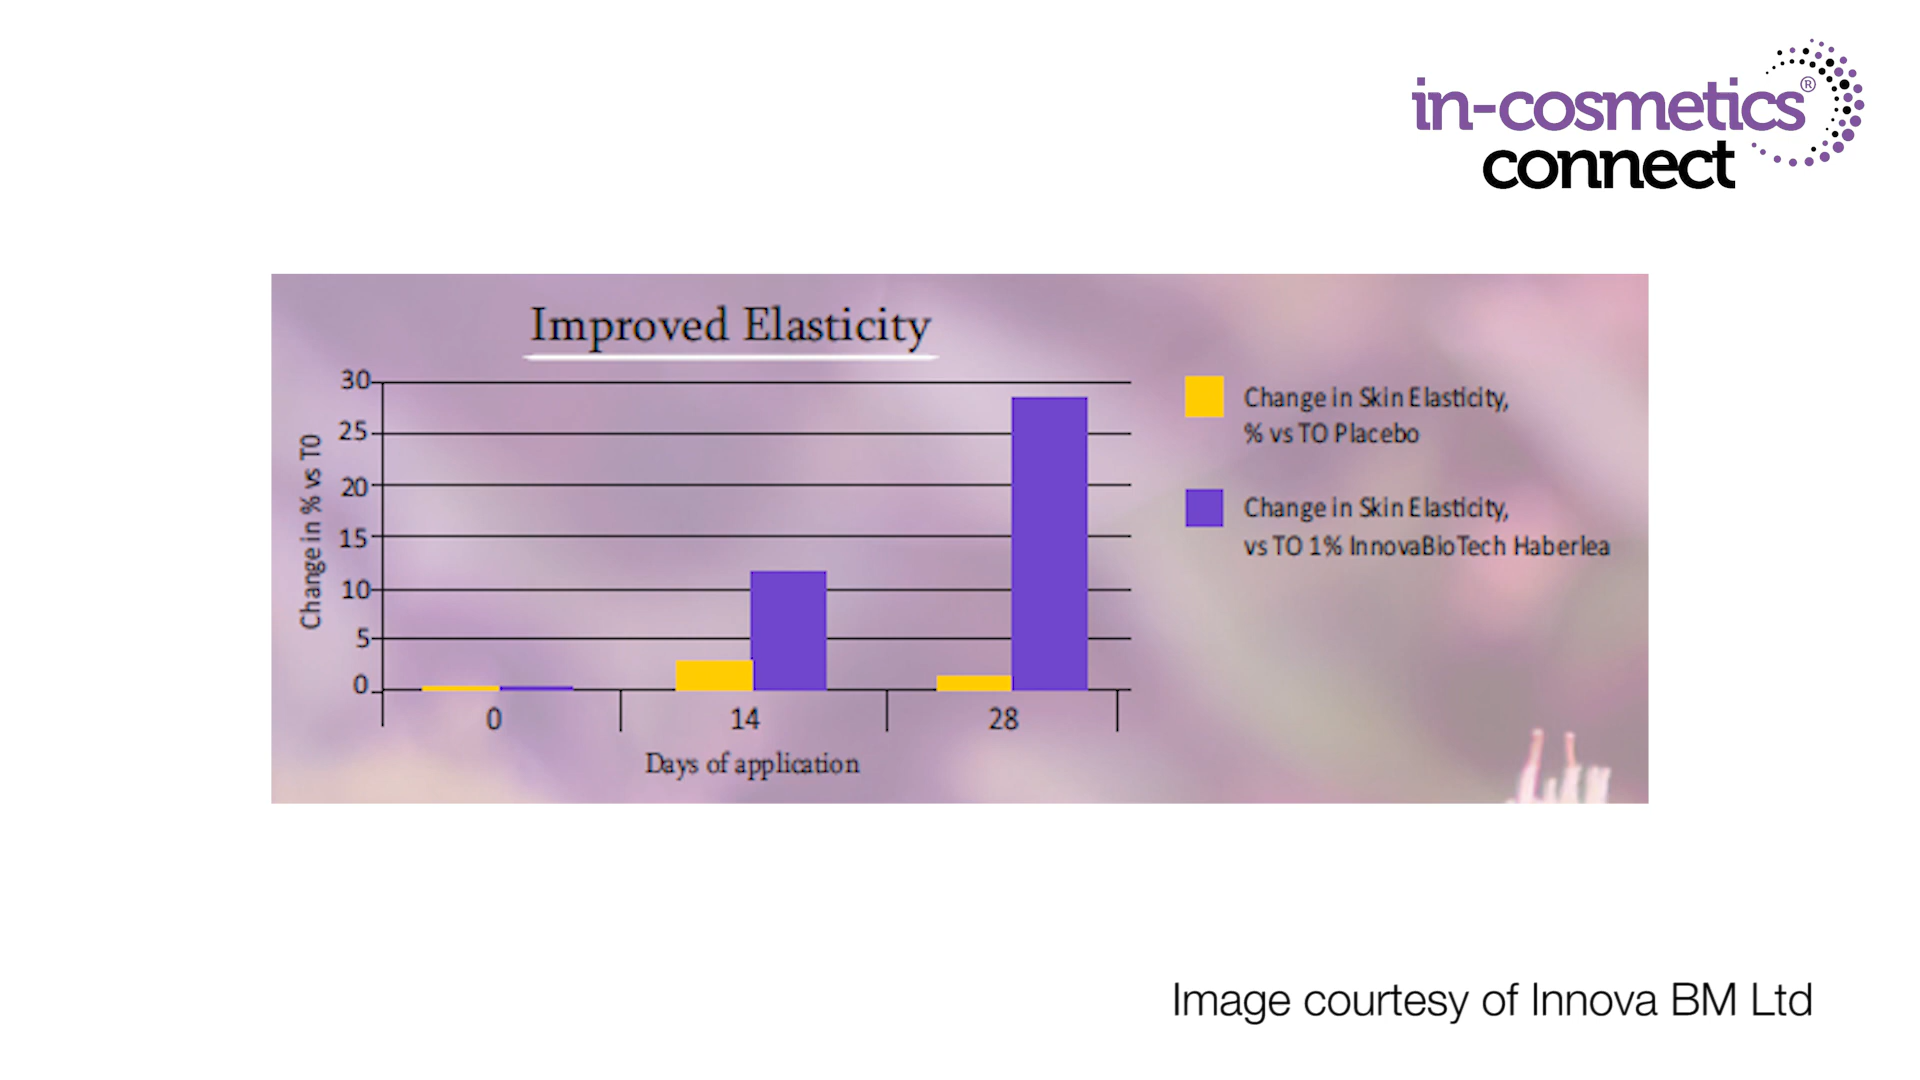 in-cosmetics®
connect
Improved Elasticity
Change in % vs T0
30
25
20
15
10
5
0
0 14 28
Days of application
Change in Skin Elasticity,
% vs TO Placebo
Change in Skin Elasticity,
vs TO 1% InnovaBioTech Haberlea
Image courtesy of Innova BM Ltd